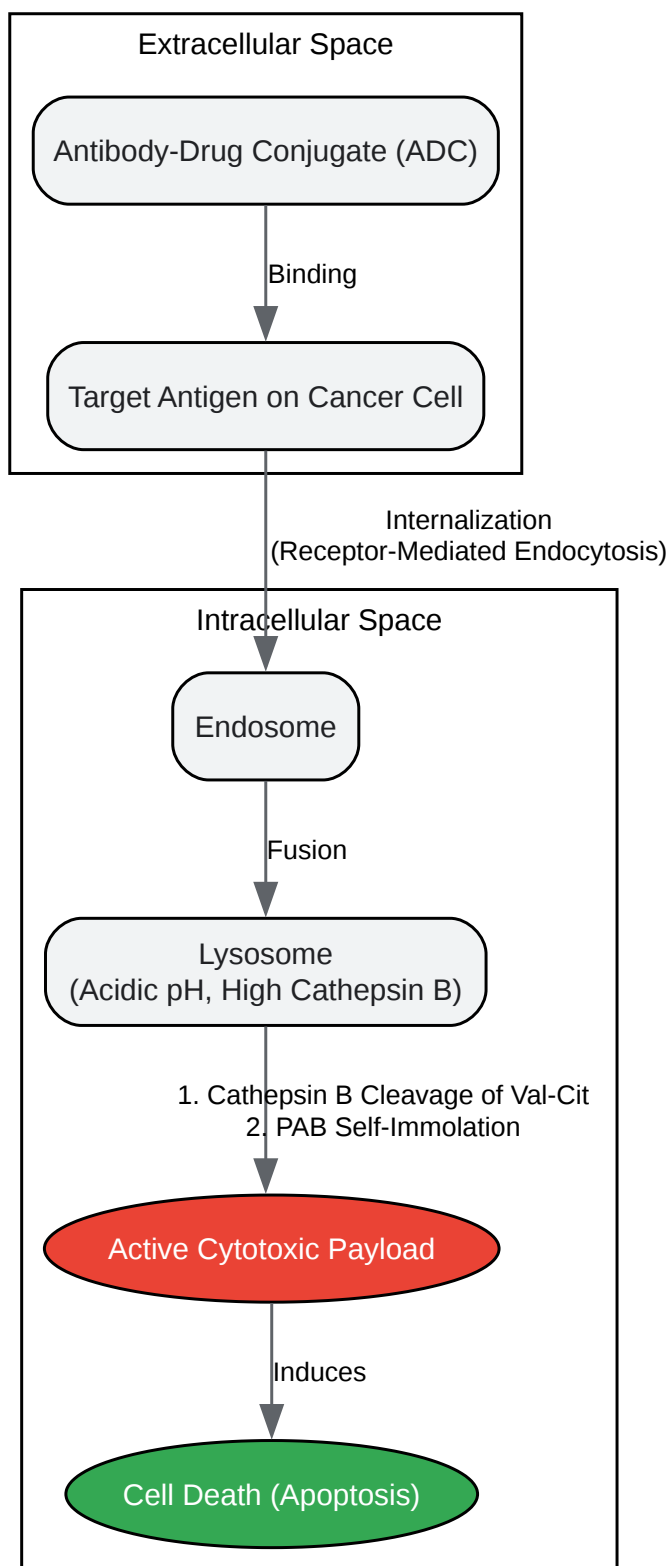 Extracellular Space
Antibody-Drug Conjugate (ADC)
Binding
Target Antigen on Cancer Cell
Internalization
(Receptor-Mediated Endocytosis)
Intracellular Space
Endosome
Fusion
Lysosome
(Acidic pH, High Cathepsin B)
1. Cathepsin B Cleavage of Val-Cit
2. PAB Self-Immolation
Active Cytotoxic Payload
Induces
Cell Death (Apoptosis)